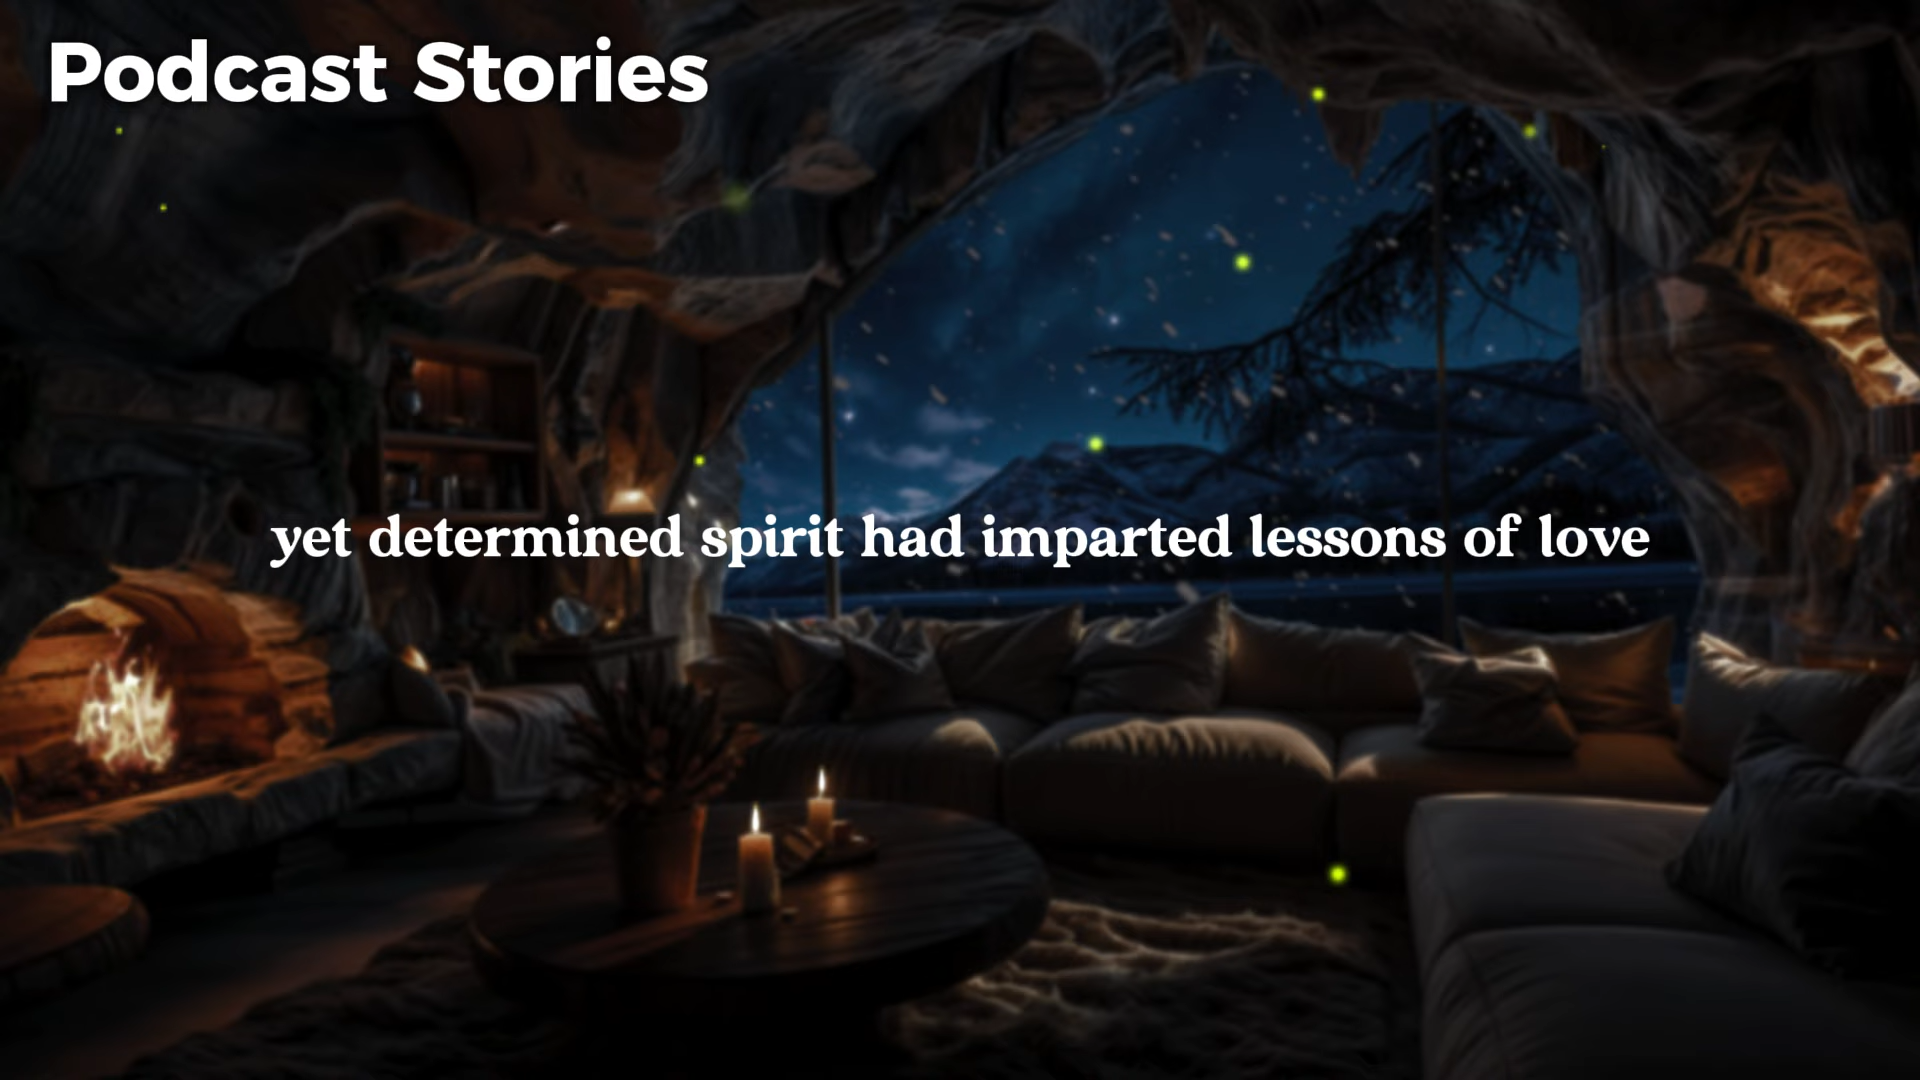 Podcast Stories
yet determined spirit had imparted lessons of love